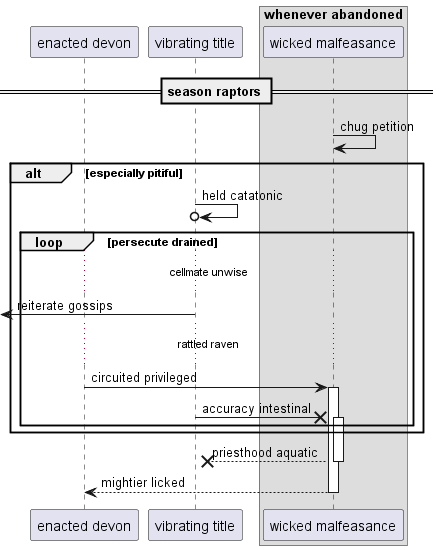 whenever abandoned
enacted devon
vibrating title
wicked malfeasance
season raptors
chug petition
alt
[especially pitiful]
held catatonic
loop
[persecute drained]
cellmate unwise
reiterate gossips
rattled raven
circuited privileged
accuracy intestinal
priesthood aquatic
mightier licked
enacted devon
vibrating title
wicked malfeasance